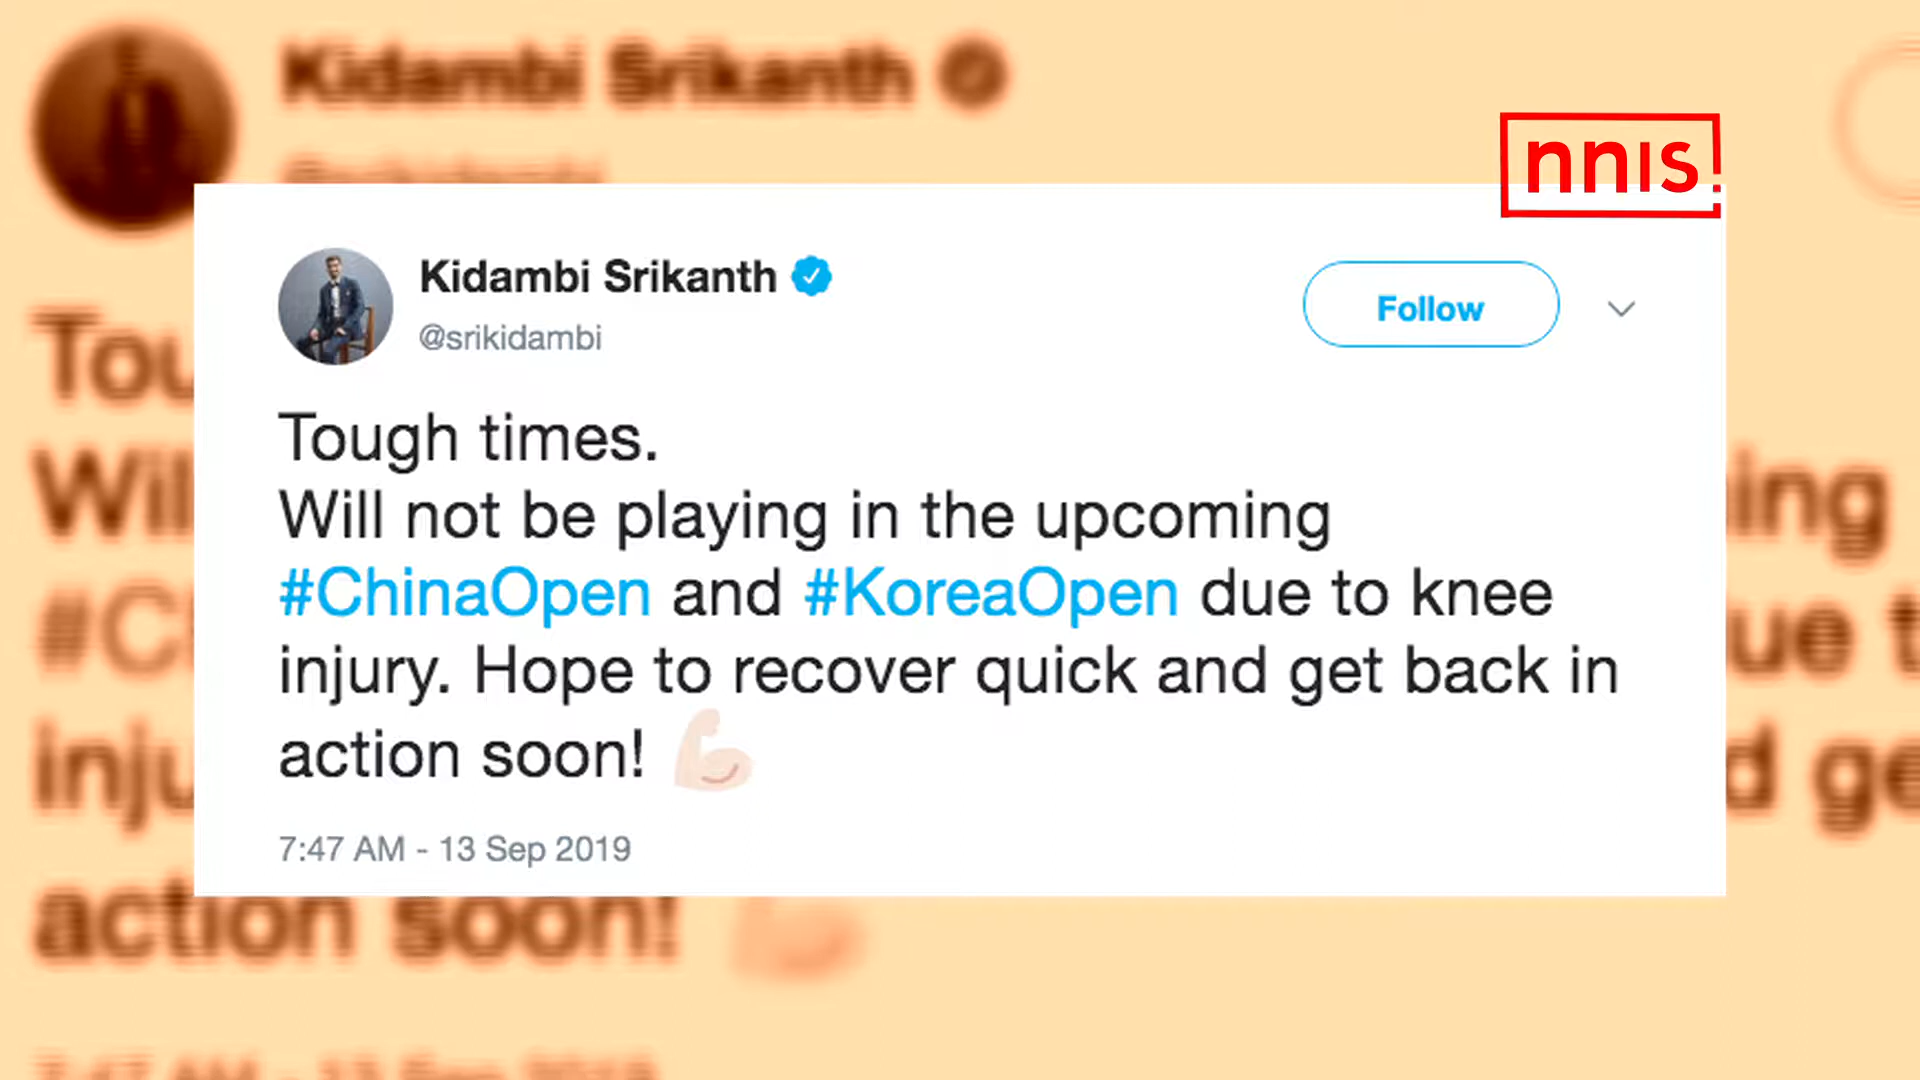 Kidambi Srikanth
nnis
Kidambi Srikanth
@srikidambi
Follow
Tough times.
Will not be playing in the upcoming
#ChinaOpen and #KoreaOpen due to knee
injury. Hope to recover quick and get back in
action soon! 💪🏻
7:47 AM - 13 Sep 2019
action soon!